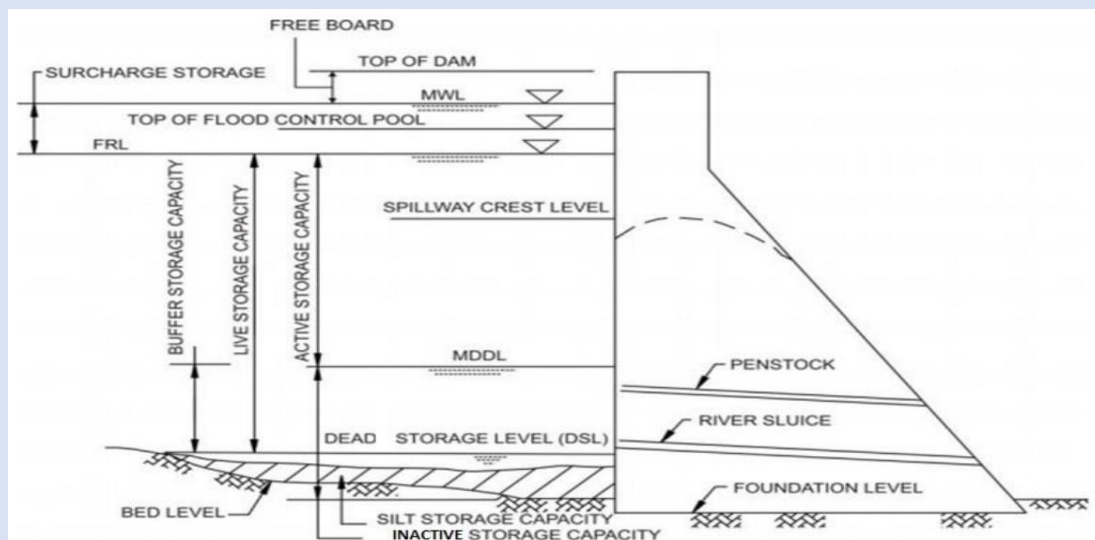 FREE BOARD
TOP OF DAM
SURCHARGE STORAGE
MWL
TOP OF FLOOD CONTROL POOL
FRL
BUFFER STORAGE CAPACITY
LIVE STORAGE CAPACITY
ACTIVE STORAGE CAPACITY
SPILLWAY CREST LEVEL
MDDL
PENSTOCK
RIVER SLUICE
DEAD STORAGE LEVEL (DSL)
FOUNDATION LEVEL
BED LEVEL
SILT STORAGE CAPACITY
INACTIVE STORAGE CAPACITY